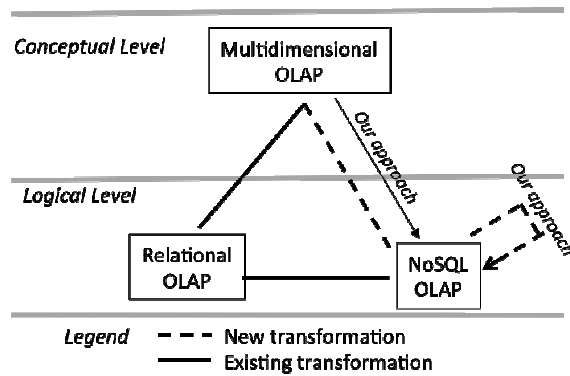 Conceptual Level
Multidimensional
OLAP
Our approach
Logical Level
Our approach
Relational
OLAP
NoSQL
OLAP
Legend
New transformation
Existing transformation